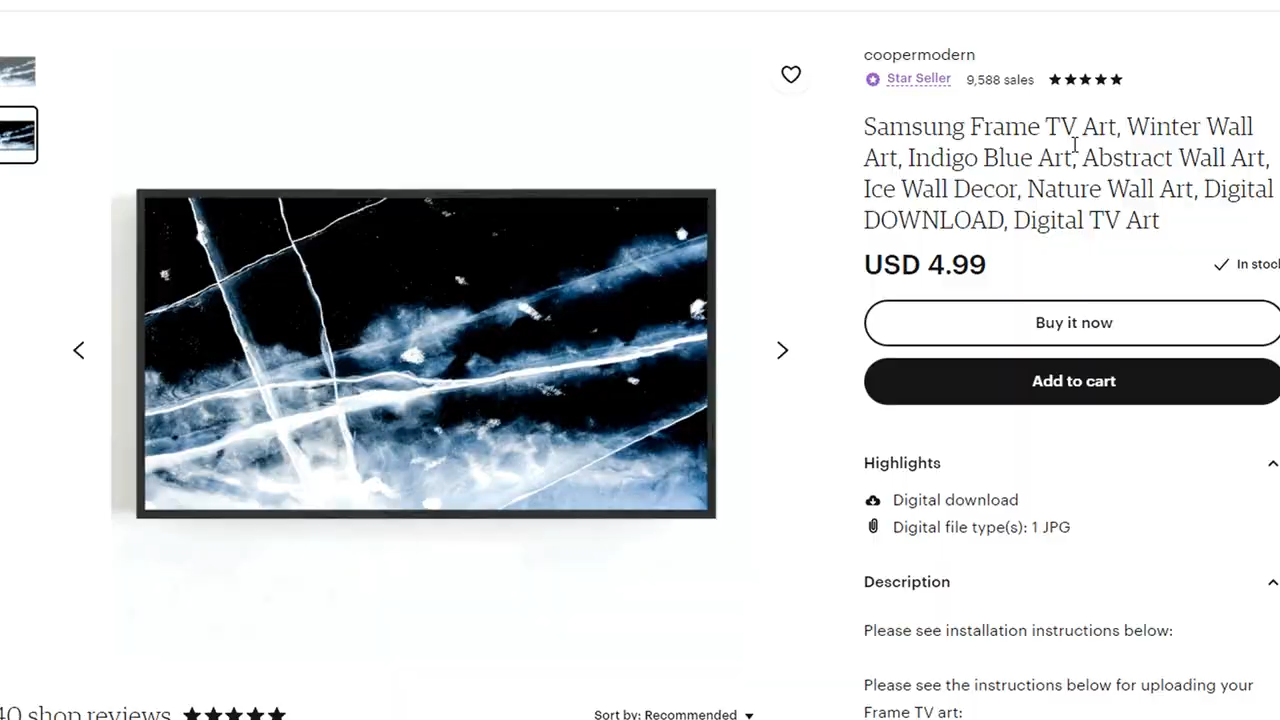 coopermodern
Star Seller 9,588 sales
Samsung Frame TV Art, Winter Wall
Art, Indigo Blue Art, Abstract Wall Art,
Ice Wall Decor, Nature Wall Art, Digital
DOWNLOAD, Digital TV Art
USD 4.99
In stock
Buy it now
Add to cart
Highlights
Digital download
Digital file type(s): 1 JPG
Description
Please see installation instructions below:
Please see the instructions below for uploading your
Frame TV art:
40 shop reviews
Sort by: Recommended